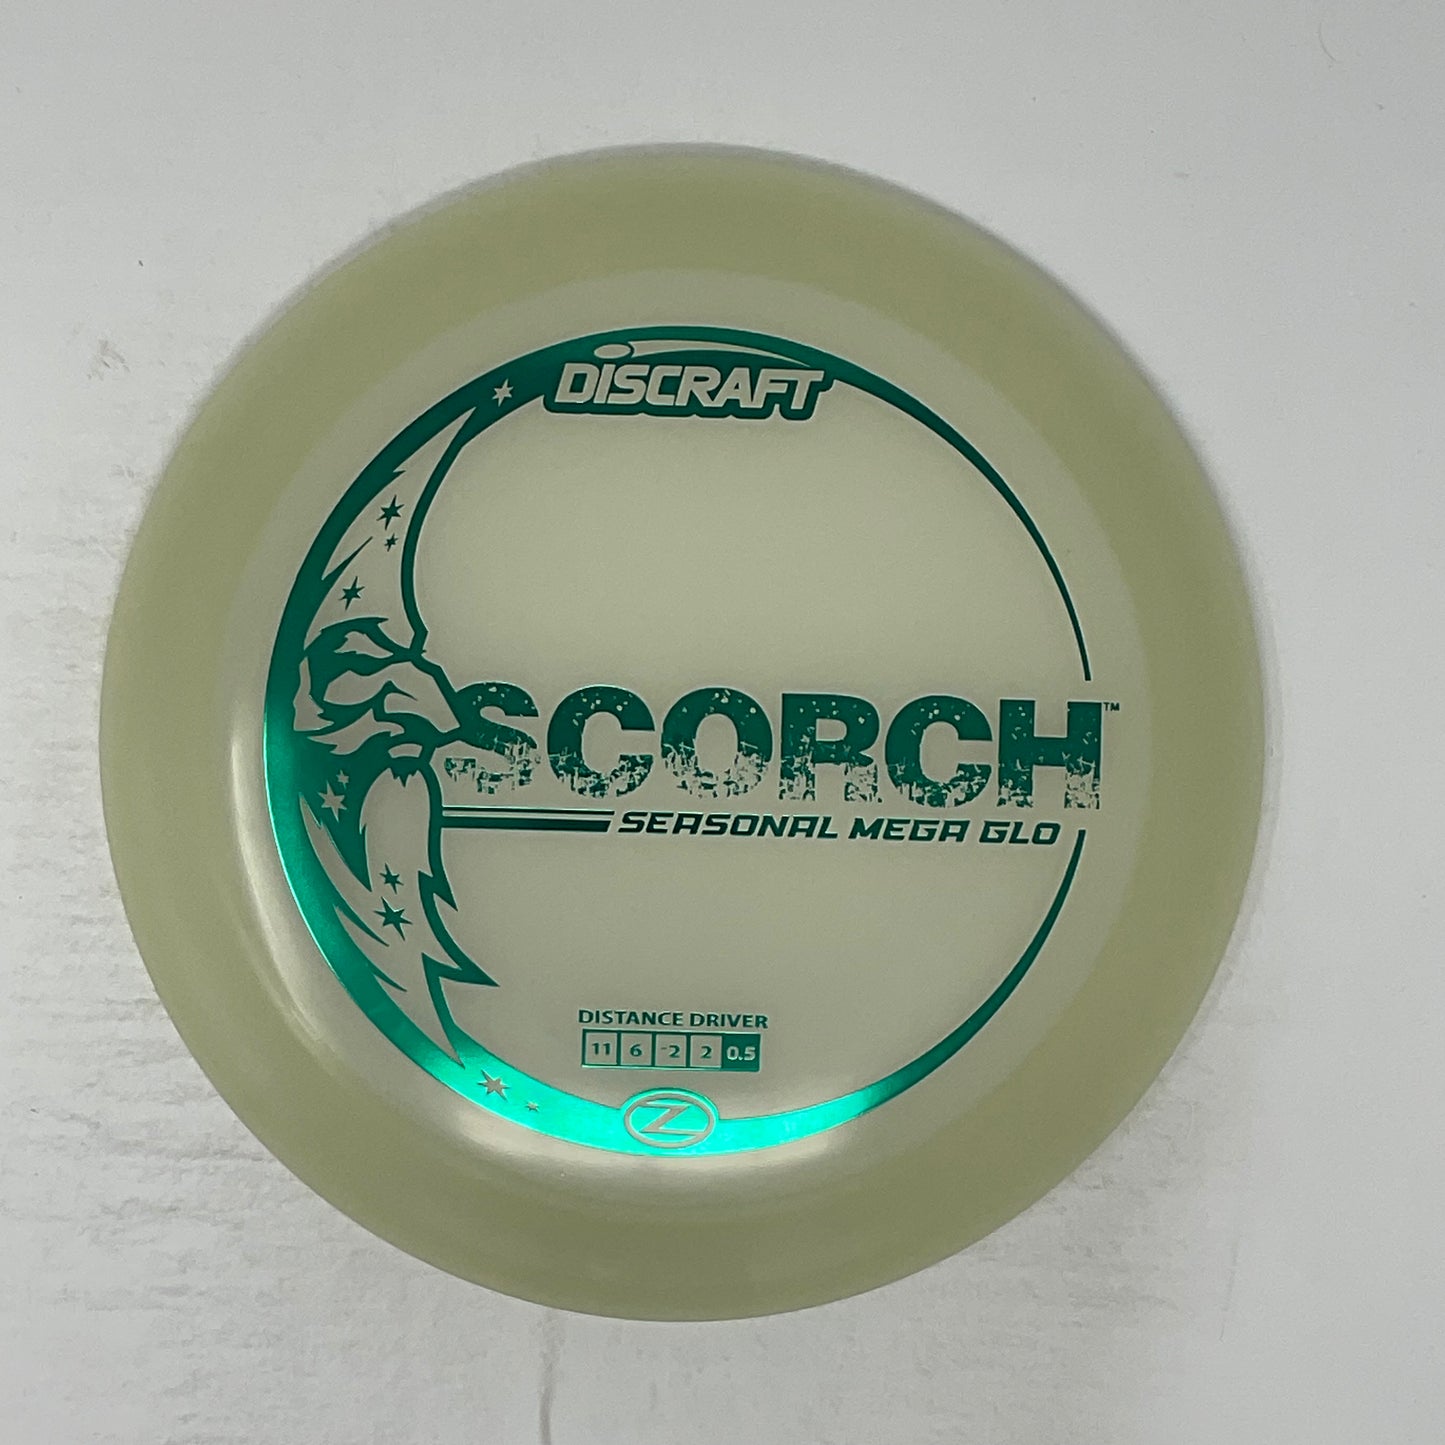 DISCRAFT
SCORCH™
SEASONAL MEGA GLO
DISTANCE DRIVER
11 6 -2 2 0.5
Z